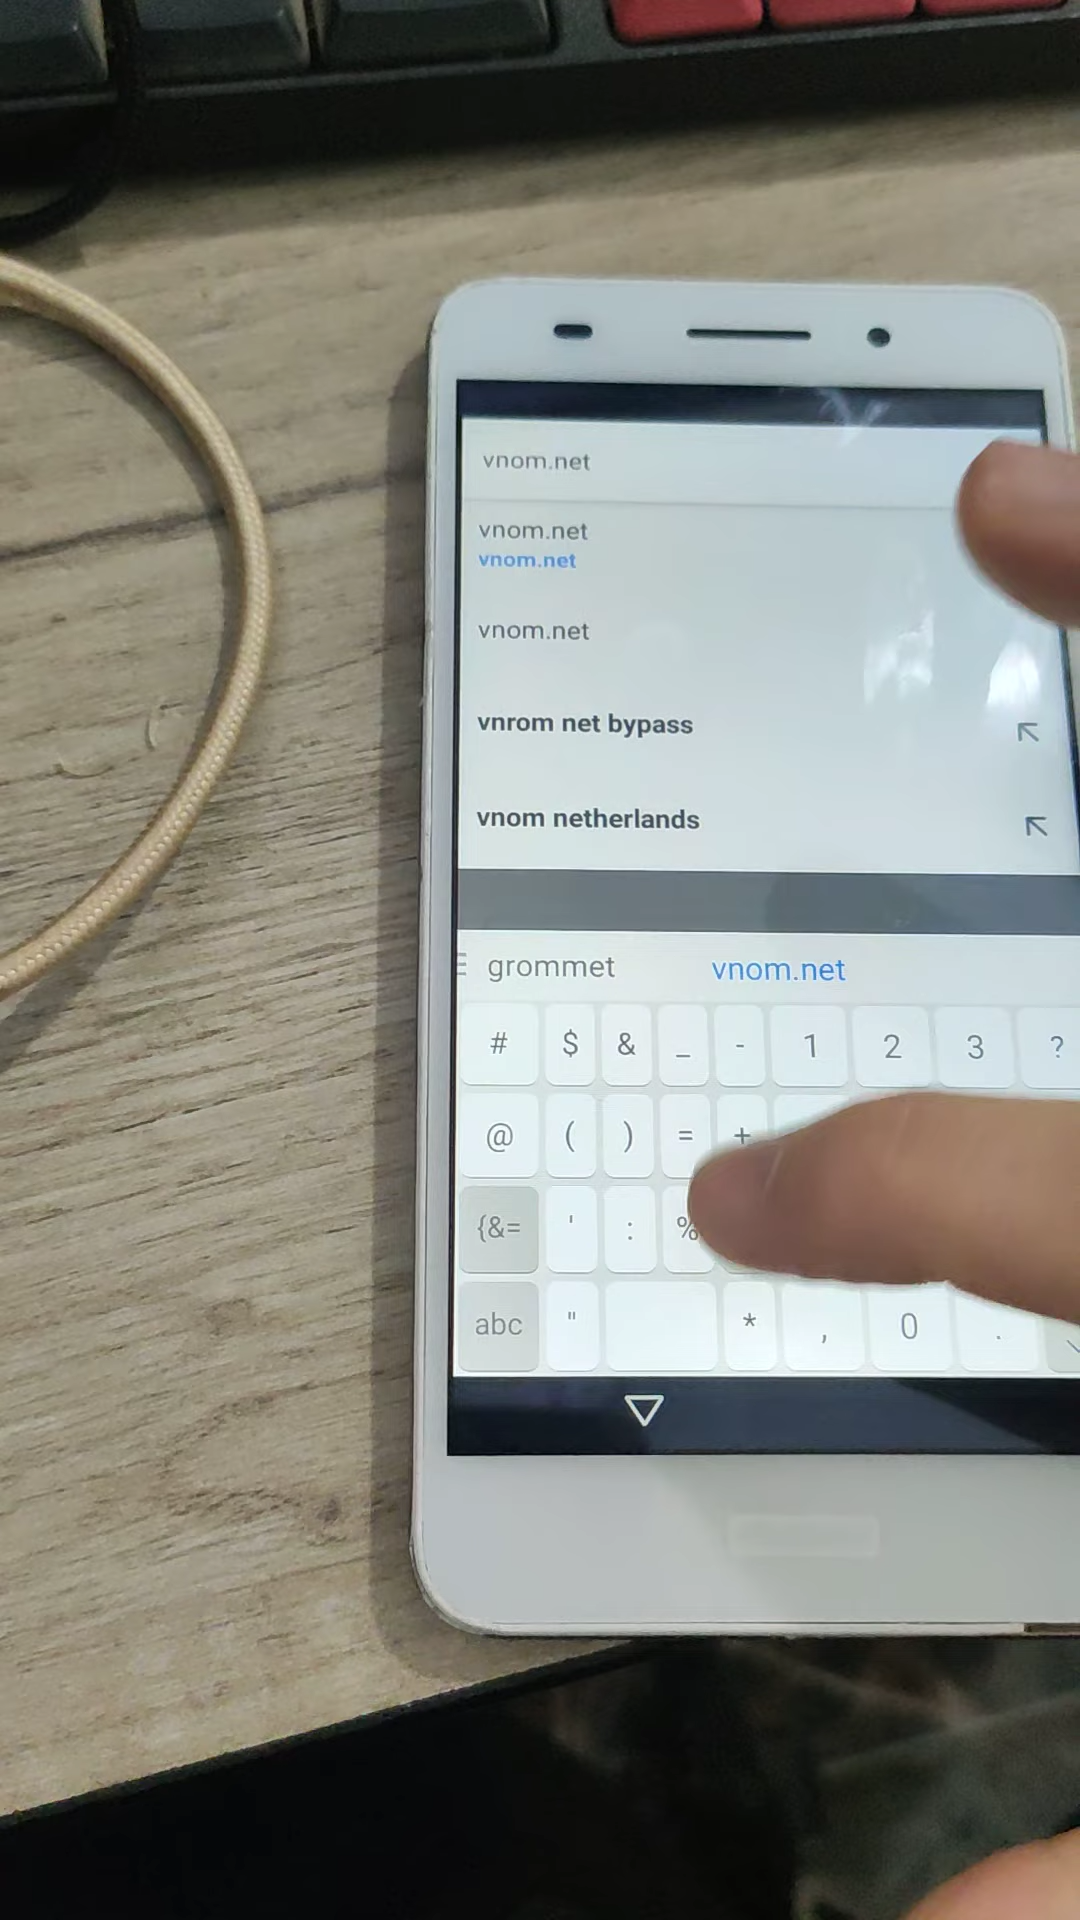 vnom.net
vnom.net
vnom.net
vnom.net
vnrom net bypass
vnom netherlands
grommet vnom.net
# $ & _ - 1 2 3 ?
@ ( ) = +
{&= ' : %
abc " * , 0 .